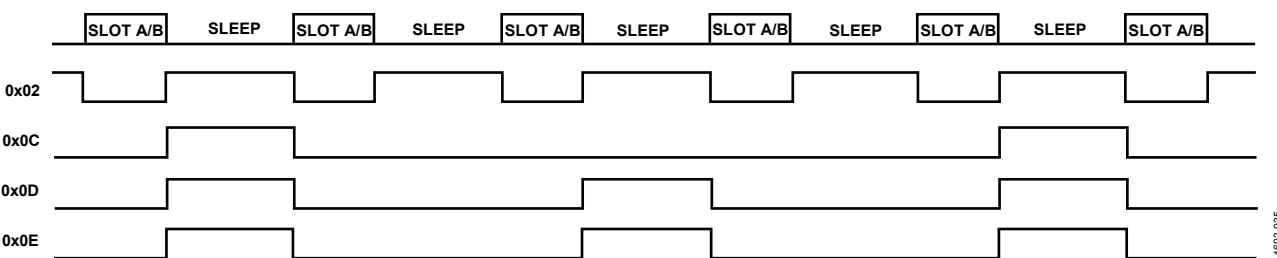 SLOT A/B SLEEP SLOT A/B SLEEP SLOT A/B SLEEP SLOT A/B SLEEP SLOT A/B SLEEP SLOT A/B
0x02
0x0C
0x0D
0x0E